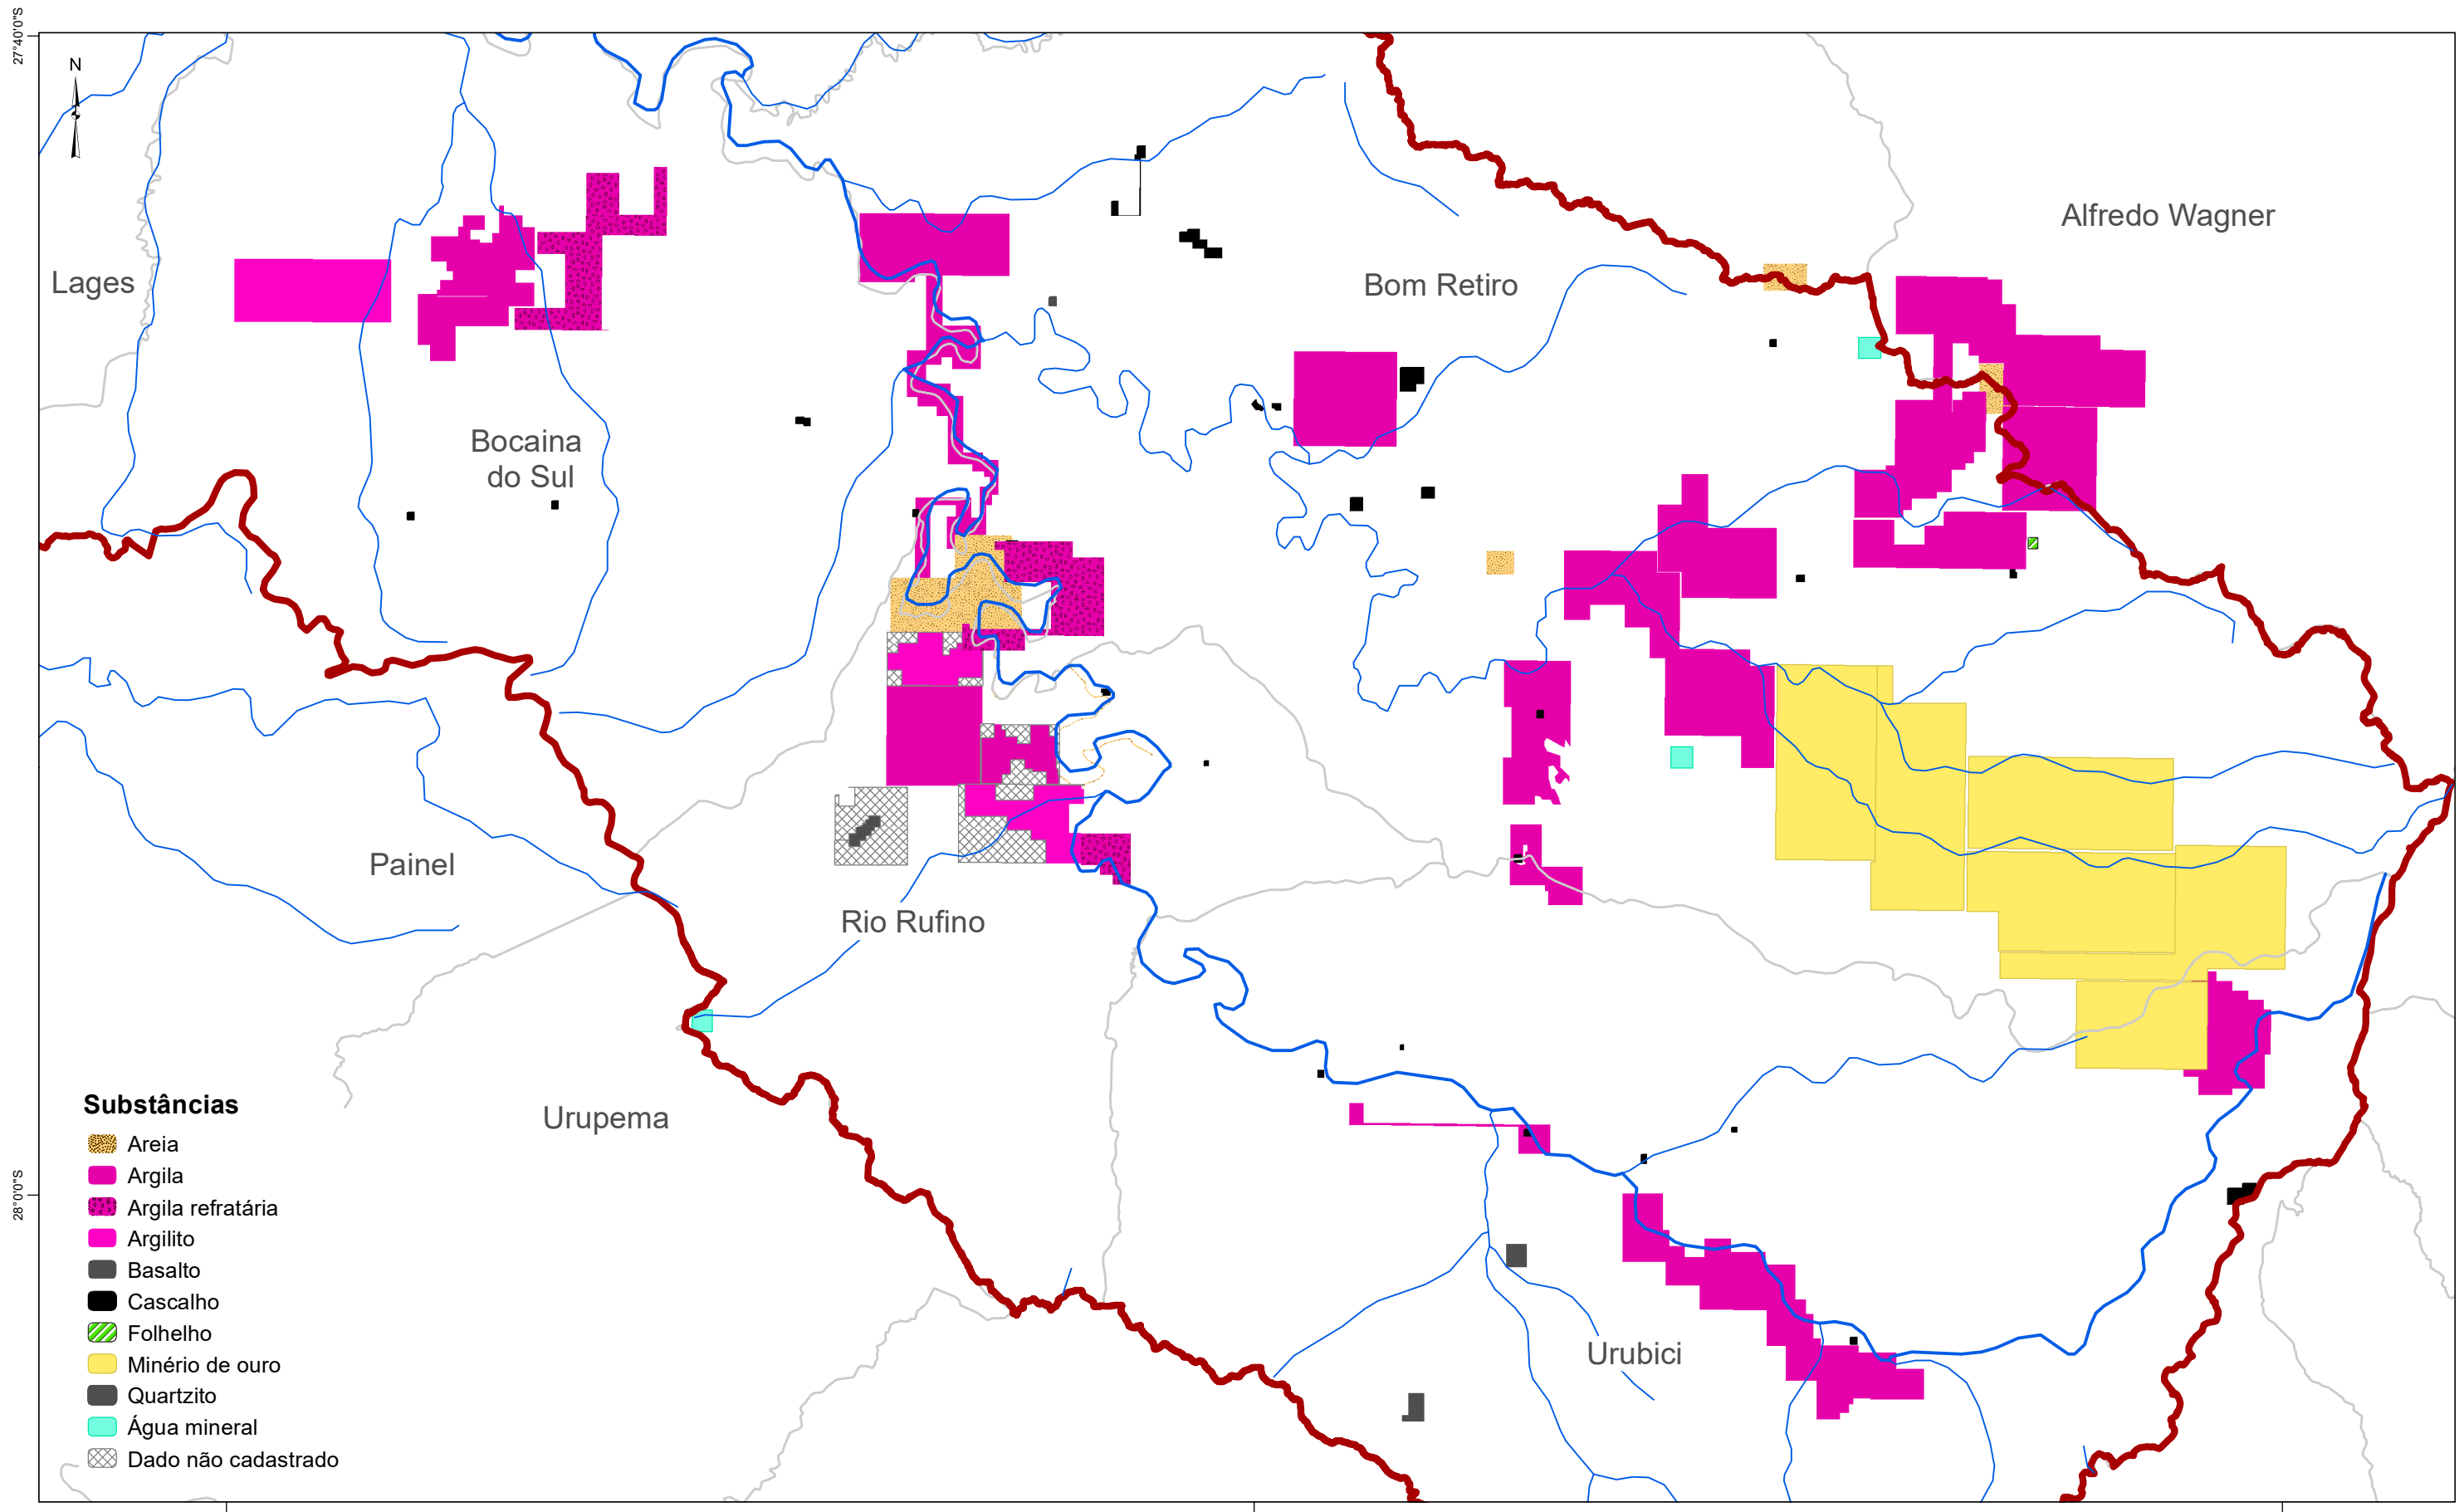 27°40'0"S
N
Alfredo Wagner
Lages
Bom Retiro
Bocaina
do Sul
Painel
Rio Rufino
Urupema
28°0'0"S
Urubici
Substâncias
Areia
Argila
Argila refratária
Argilito
Basalto
Cascalho
Folhelho
Minério de ouro
Quartzito
Água mineral
Dado não cadastrado